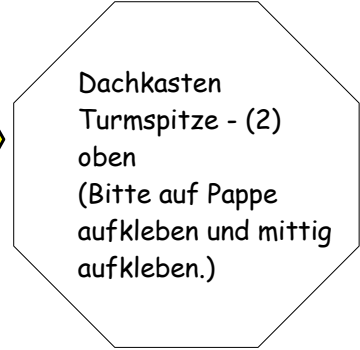 Dachkasten
Turmspitze - (2)
oben
(Bitte auf Pappe
aufkleben und mittig
aufkleben.)